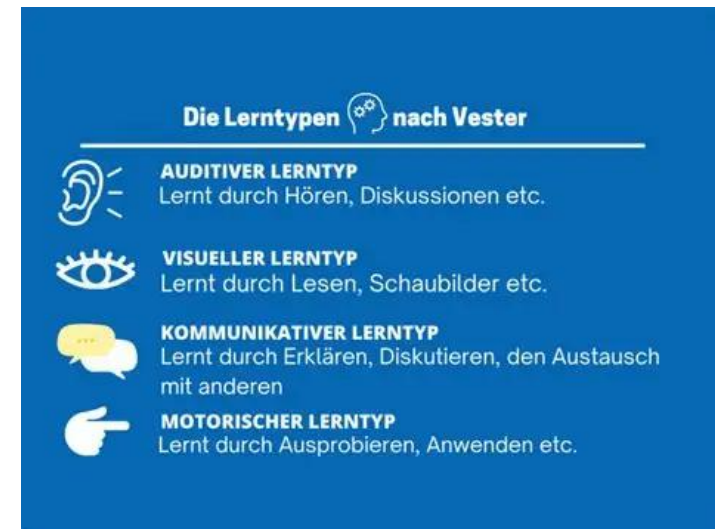 Die Lerntypen nach Vester
AUDITIVER LERNTYP
Lernt durch Hören, Diskussionen etc.
VISUELLER LERNTYP
Lernt durch Lesen, Schaubilder etc.
KOMMUNIKATIVER LERNTYP
Lernt durch Erklären, Diskutieren, den Austausch
mit anderen
MOTORISCHER LERNTYP
Lernt durch Ausprobieren, Anwenden etc.